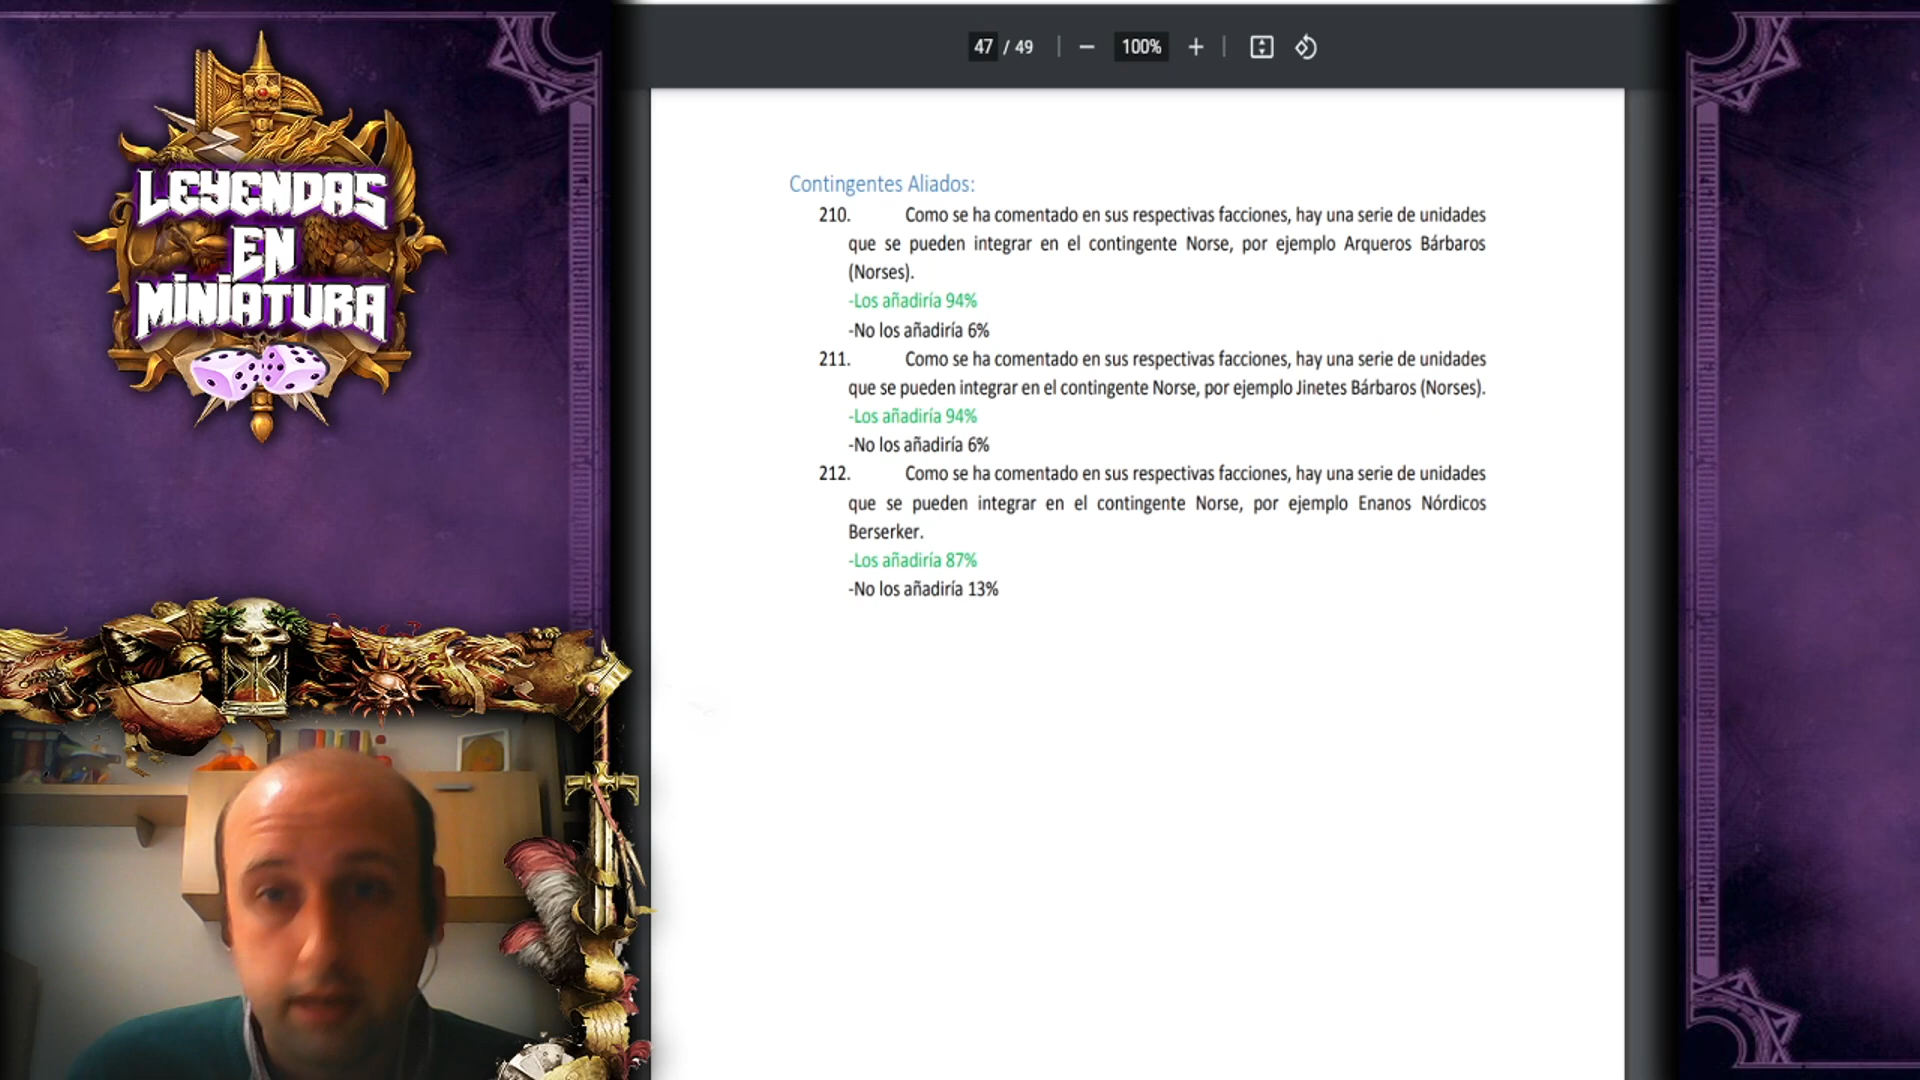 LEYENDAS
EN
MINIATURA
47 / 49
100%
Contingentes Aliados:
210. Como se ha comentado en sus respectivas facciones, hay una serie de unidades
que se pueden integrar en el contingente Norse, por ejemplo Arqueros Bárbaros
(Norses).
-Los añadiría 94%
-No los añadiría 6%
211. Como se ha comentado en sus respectivas facciones, hay una serie de unidades
que se pueden integrar en el contingente Norse, por ejemplo Jinetes Bárbaros (Norses).
-Los añadiría 94%
-No los añadiría 6%
212. Como se ha comentado en sus respectivas facciones, hay una serie de unidades
que se pueden integrar en el contingente Norse, por ejemplo Enanos Nórdicos
Berserker.
-Los añadiría 87%
-No los añadiría 13%